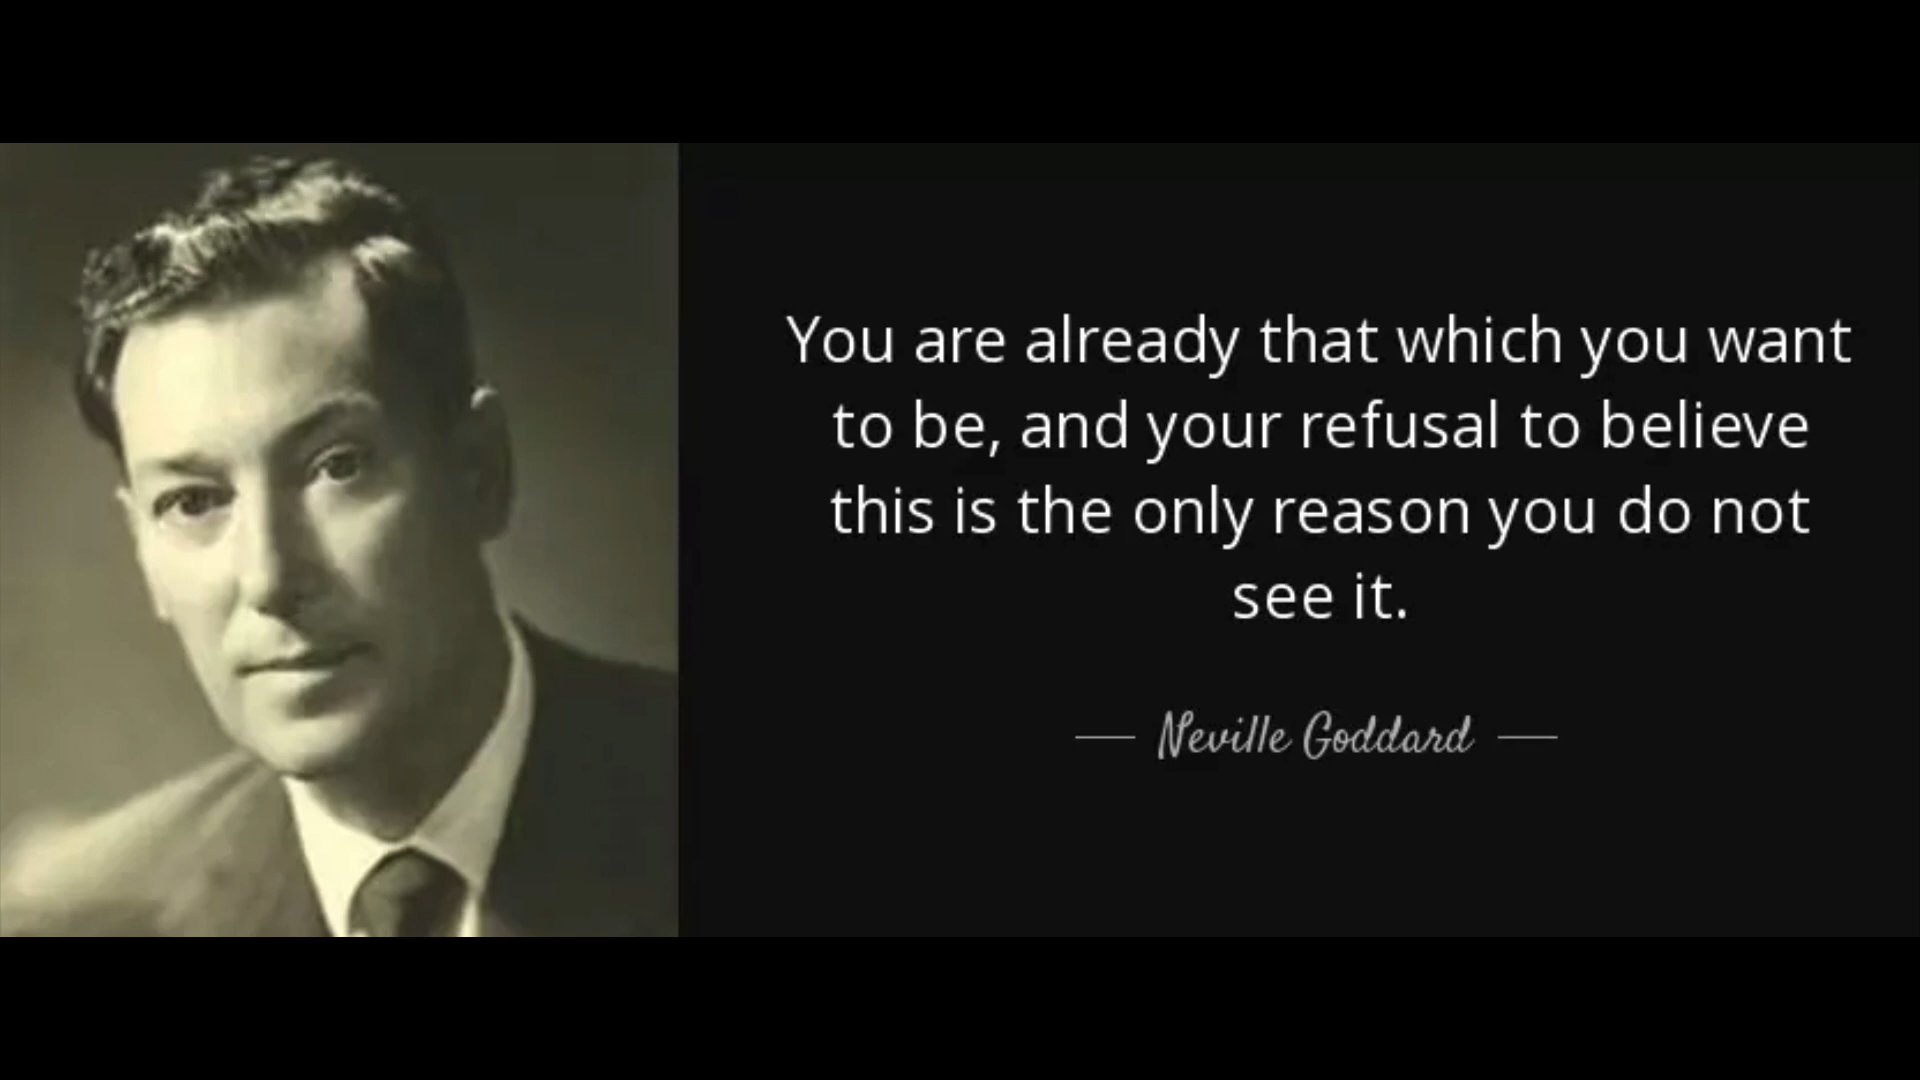 You are already that which you want
to be, and your refusal to believe
this is the only reason you do not
see it.
Neville Goddard